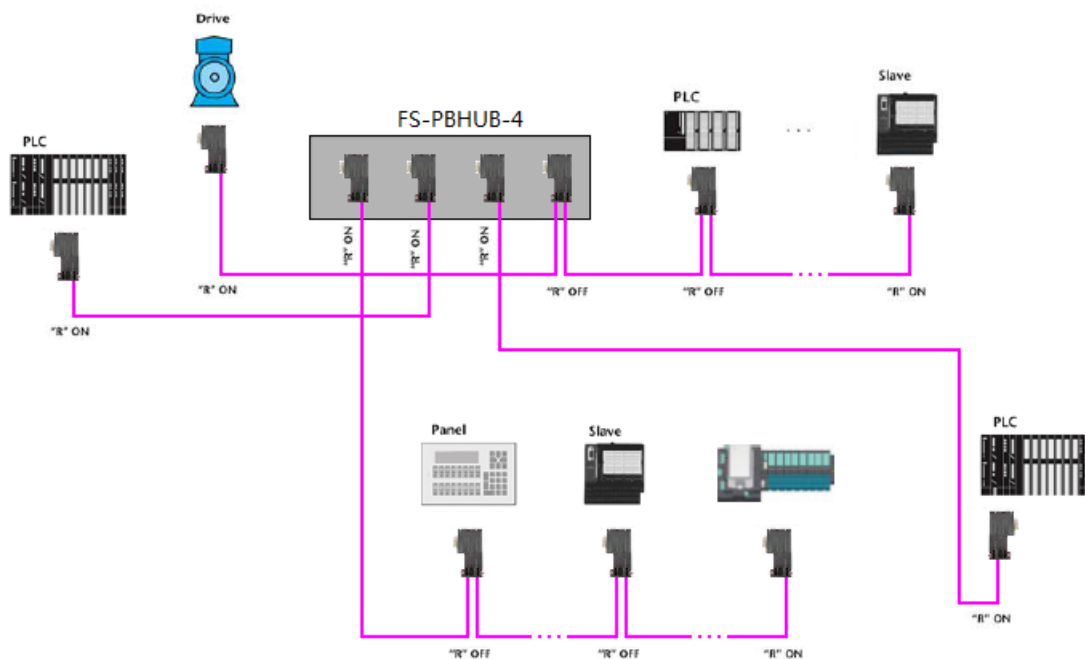 Drive
FS-PBHUB-4
PLC
Slave
PLC
. . .
"R" ON
"R" ON
"R" ON
"R" ON
"R" OFF
"R" OFF
"R" ON
"R" ON
Panel
Slave
PLC
"R" ON
"R" OFF
"R" OFF
"R" ON